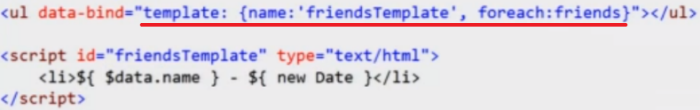 <ul data-bind="template: {name:'friendsTemplate', foreach:friends}"></ul>
<script id="friendsTemplate" type="text/html">
<li>${ $data.name } - ${ new Date }</li>
</script>